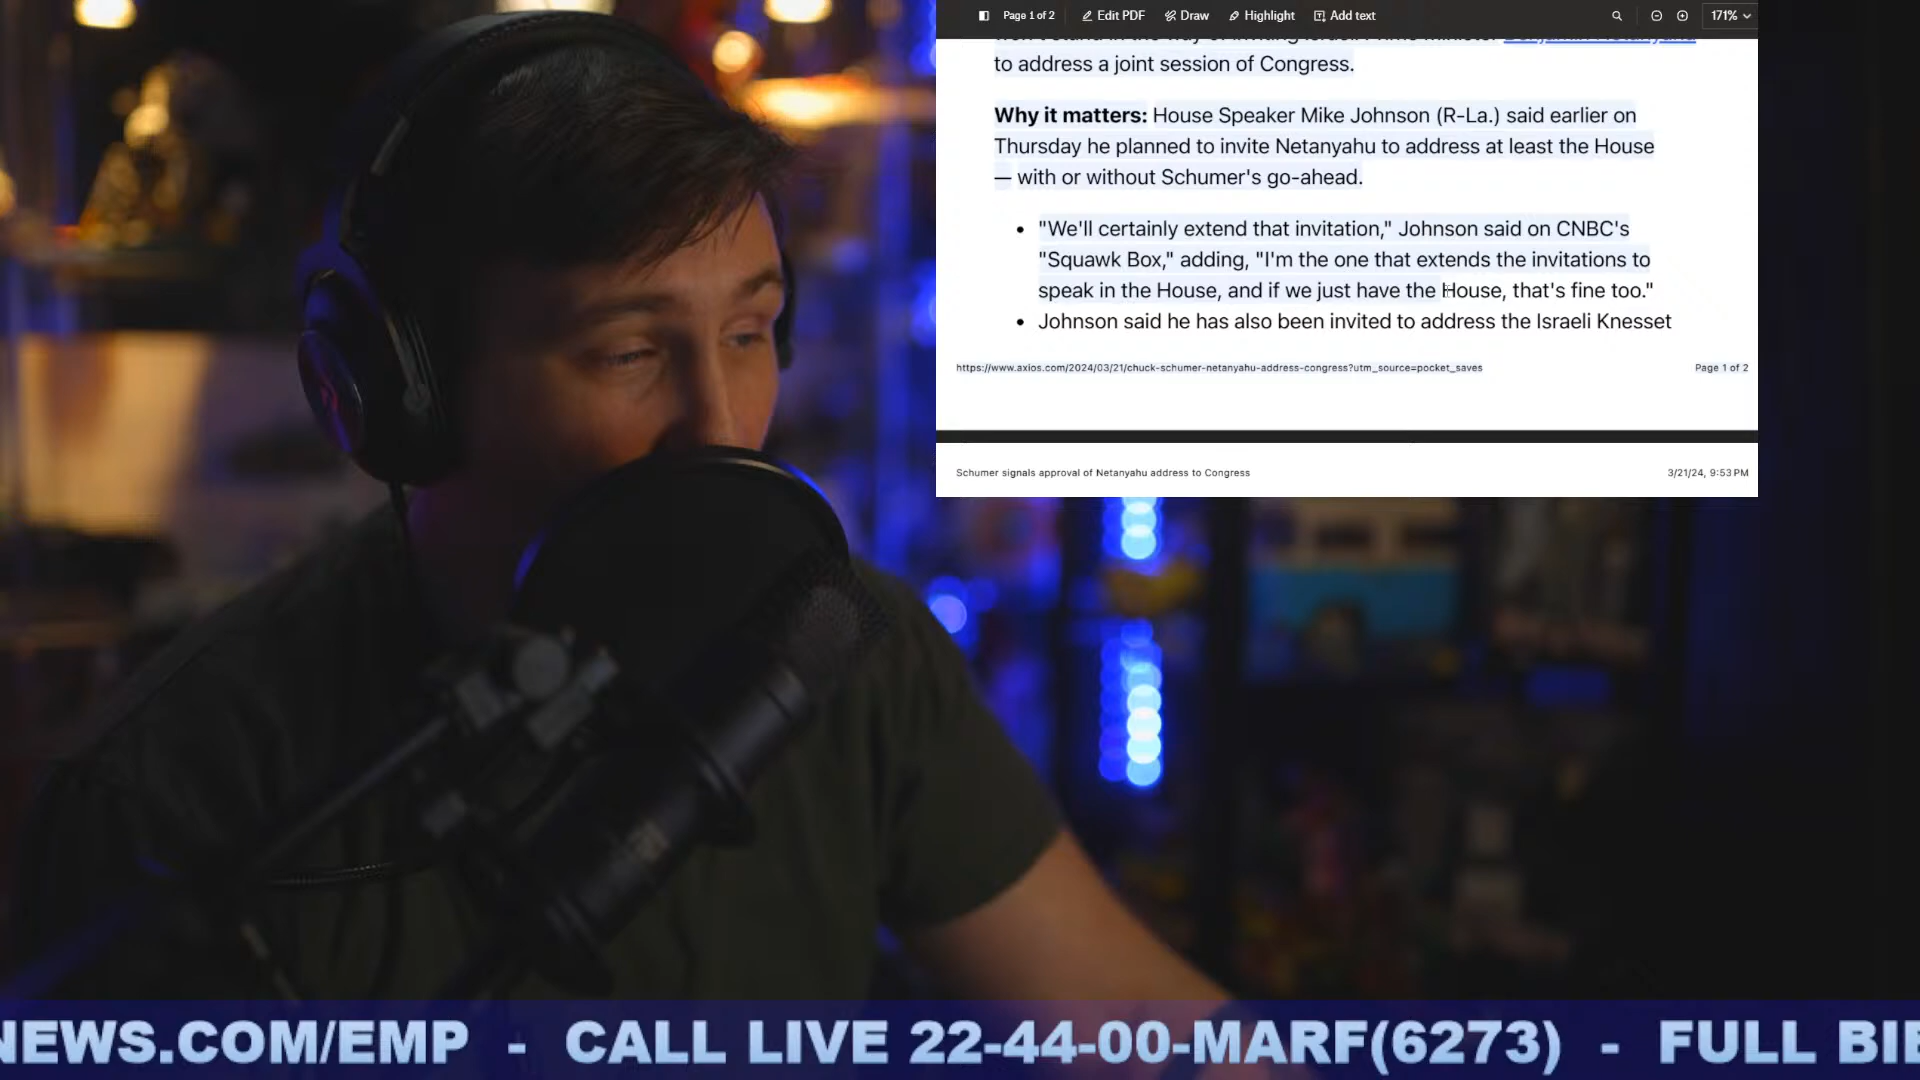 Page 1 of 2 Edit PDF Draw Highlight Add text 171%
to address a joint session of Congress.
Why it matters: House Speaker Mike Johnson (R-La.) said earlier on
Thursday he planned to invite Netanyahu to address at least the House
— with or without Schumer's go-ahead.
• "We'll certainly extend that invitation," Johnson said on CNBC's
"Squawk Box," adding, "I'm the one that extends the invitations to
speak in the House, and if we just have the House, that's fine too."
• Johnson said he has also been invited to address the Israeli Knesset
https://www.axios.com/2024/03/21/chuck-schumer-netanyahu-address-congress?utm_source=pocket_saves Page 1 of 2
Schumer signals approval of Netanyahu address to Congress 3/21/24, 9:53 PM
NEWS.COM/EMP - CALL LIVE 22-44-00-MARF(6273) - FULL